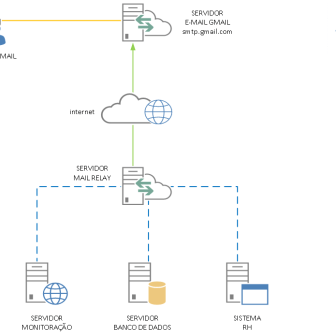 SERVIDOR
E-MAIL GMAIL
smtp.gmail.com
MAIL
internet
SERVIDOR
MAIL RELAY
SERVIDOR
MONITORAÇÃO
SERVIDOR
BANCO DE DADOS
SISTEMA
RH